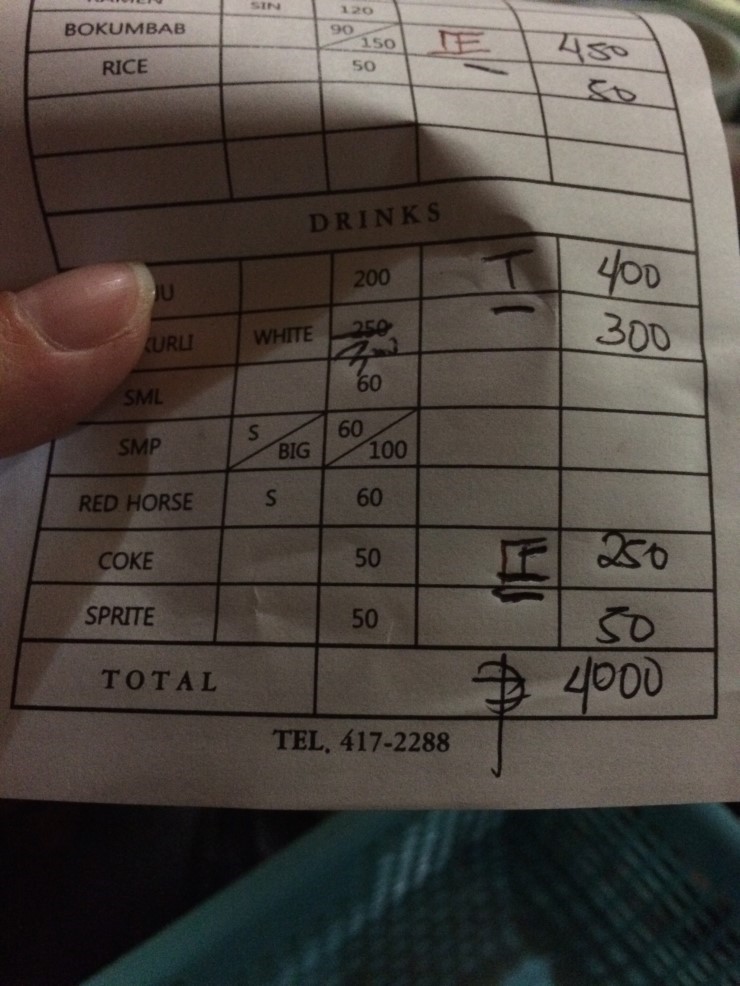 SIN 120
BOKUMBAB 90 150 450
RICE 50 50
DRINKS
200 T 400
WHITE 250 300
SML 60
SMP S BIG 60 100
RED HORSE S 60
COKE 50 250
SPRITE 50 50
TOTAL 4000
TEL. 417-2288